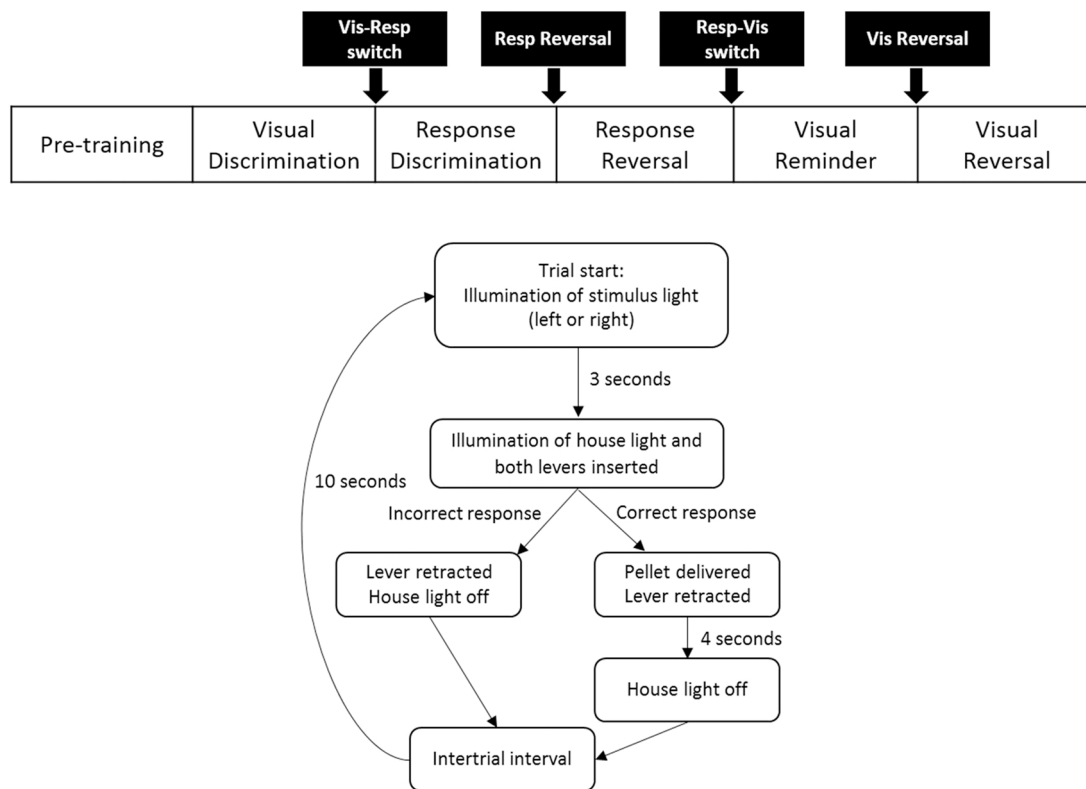 Vis-Resp
switch
Resp Reversal
Resp-Vis
switch
Vis Reversal
Pre-training
Visual
Discrimination
Response
Discrimination
Response
Reversal
Visual
Reminder
Visual
Reversal
Trial start:
Illumination of stimulus light
(left or right)
3 seconds
Illumination of house light and
both levers inserted
10 seconds
Incorrect response
Correct response
Lever retracted
House light off
Pellet delivered
Lever retracted
4 seconds
House light off
Intertrial interval